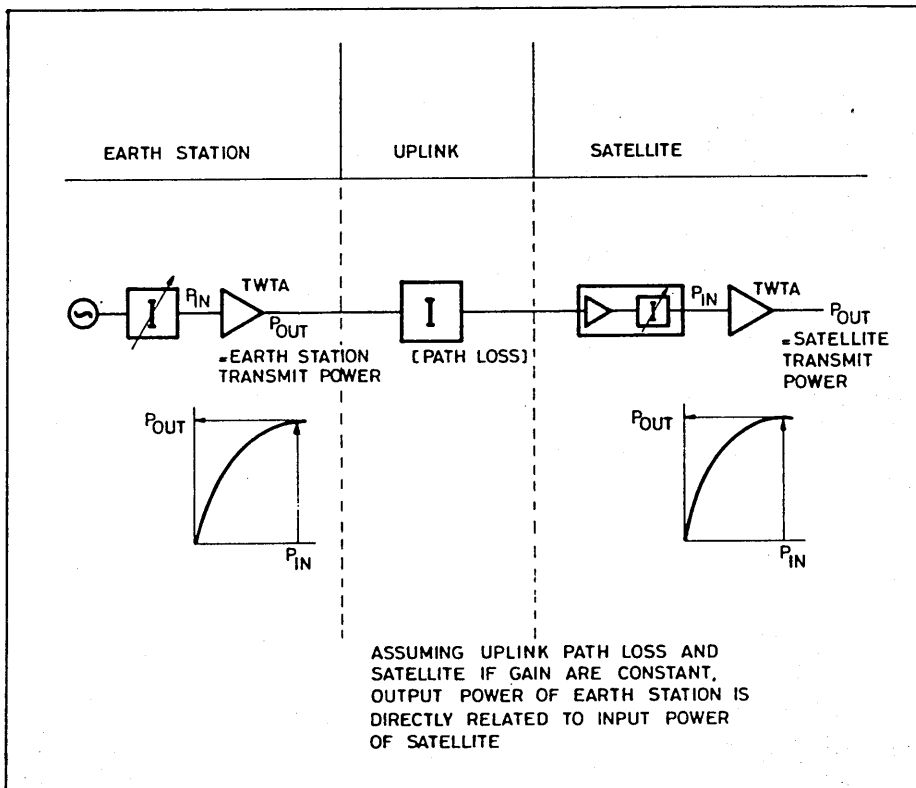 EARTH STATION
UPLINK
SATELLITE
PIN
TWTA
POUT
=EARTH STATION
TRANSMIT POWER
[PATH LOSS]
PIN
TWTA
POUT
=SATELLITE
TRANSMIT
POWER
POUT
PIN
POUT
PIN
ASSUMING UPLINK PATH LOSS AND
SATELLITE IF GAIN ARE CONSTANT,
OUTPUT POWER OF EARTH STATION IS
DIRECTLY RELATED TO INPUT POWER
OF SATELLITE